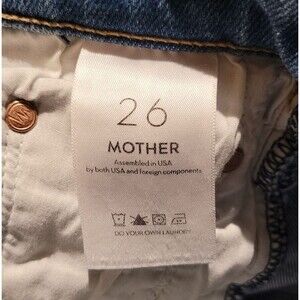 26
MOTHER
Assembled in USA
by both USA and foreign components
DO YOUR OWN LAUNDRY